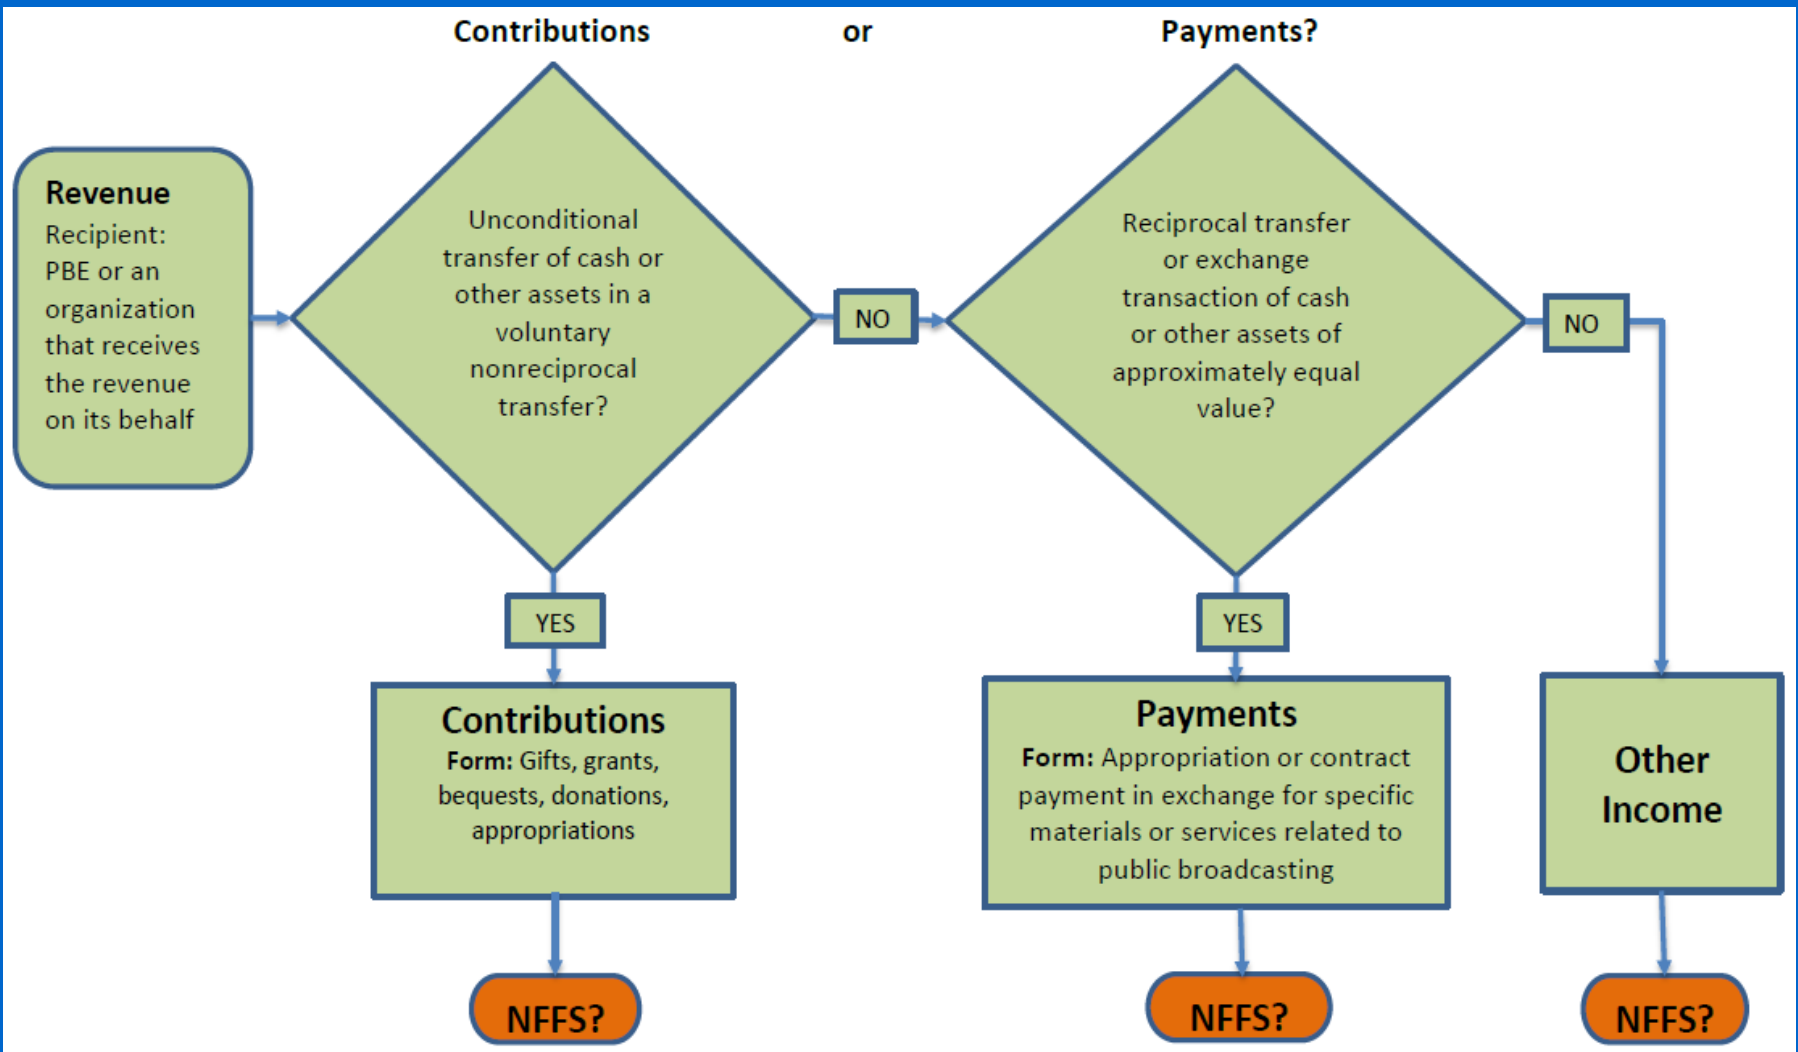 Contributions or Payments?
Revenue
Recipient:
PBE or an
organization
that receives
the revenue
on its behalf
Unconditional
transfer of cash or
other assets in a
voluntary
nonreciprocal
transfer?
NO
Reciprocal transfer
or exchange
transaction of cash
or other assets of
approximately equal
value?
NO
YES
YES
Contributions
Form: Gifts, grants,
bequests, donations,
appropriations
Payments
Form: Appropriation or contract
payment in exchange for specific
materials or services related to
public broadcasting
Other
Income
NFFS?
NFFS?
NFFS?